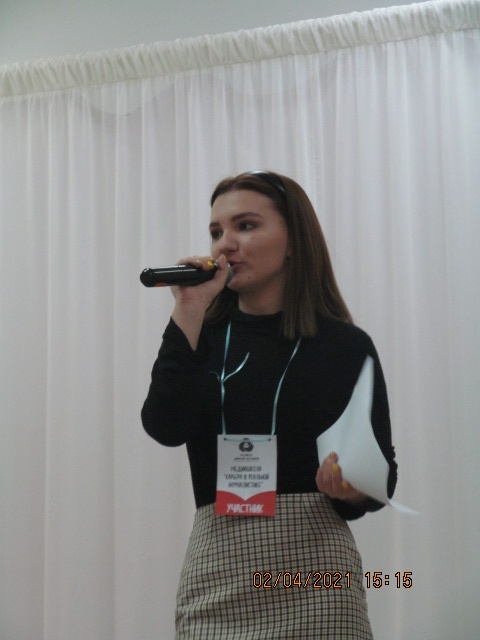 МЕДИАШКОЛА
"КАРЬЕРА В РЕАЛЬНОЙ
ЖУРНАЛИСТИКЕ"
УЧАСТНИК
02/04/2021 15:15